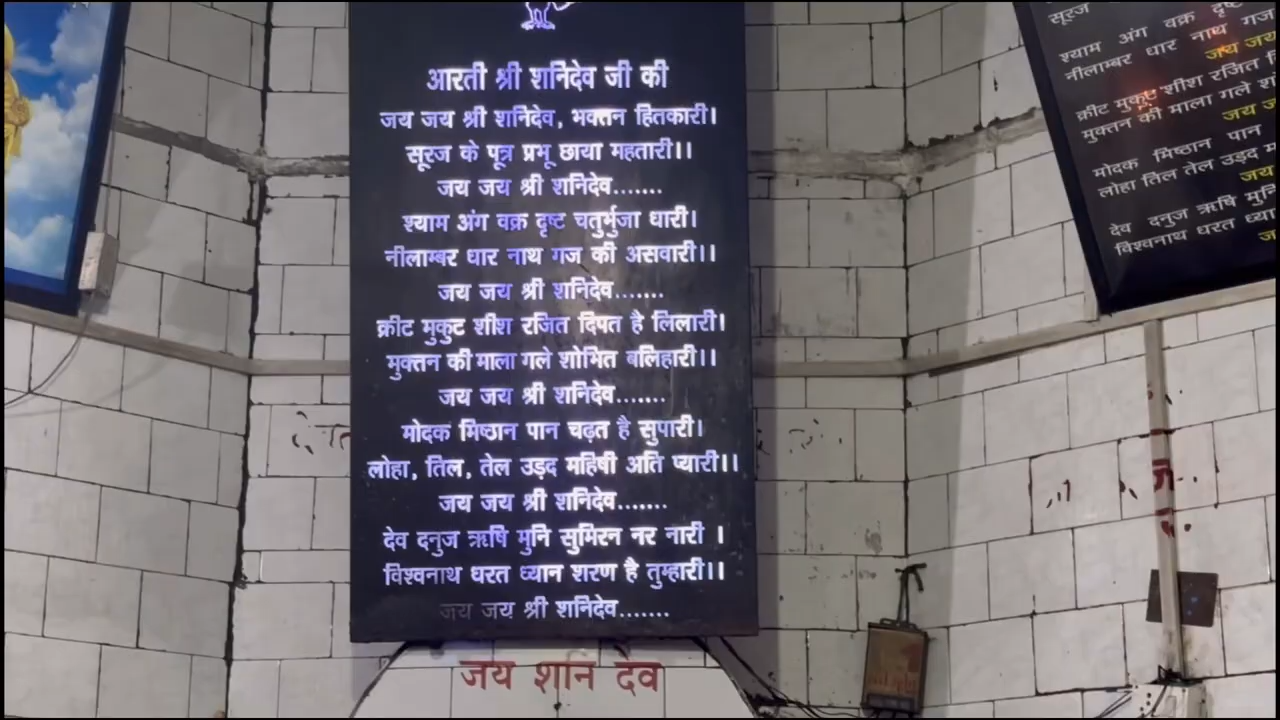 आरती श्री शनिदेव जी की
जय जय श्री शनिदेव, भक्तन हितकारी।
सूरज के पूत्र प्रभू छाया महतारी।।
जय जय श्री शनिदेव.......
श्याम अंग वक्र दृष्ट चतुर्भुजा धारी।
नीलाम्बर धार नाथ गज की असवारी।।
जय जय श्री शनिदेव.......
क्रीट मुकुट शीश रजित दिपत है लिलारी।
मुक्तन की माला गले शोभित बलिहारी।।
जय जय श्री शनिदेव.......
मोदक मिष्ठान पान चढ़त है सुपारी।
लोहा, तिल, तेल उड़द महिषी अति प्यारी।।
जय जय श्री शनिदेव.......
देव दनुज ऋषि मुनि सुमिरन नर नारी ।
विश्वनाथ धरत ध्यान शरण है तुम्हारी।।
जय जय श्री शनिदेव.......
जय शनि देव
सूरज
श्याम अंग वक्र
नीलाम्बर धार नाथ गज
जय जय
क्रीट मुकुट शीश रजित
मुक्तन की माला गले
जय
मोदक मिष्ठान पान
लोहा तिल तेल उड़द
जय
देव दनुज ऋषि मुनि
विश्वनाथ धरत